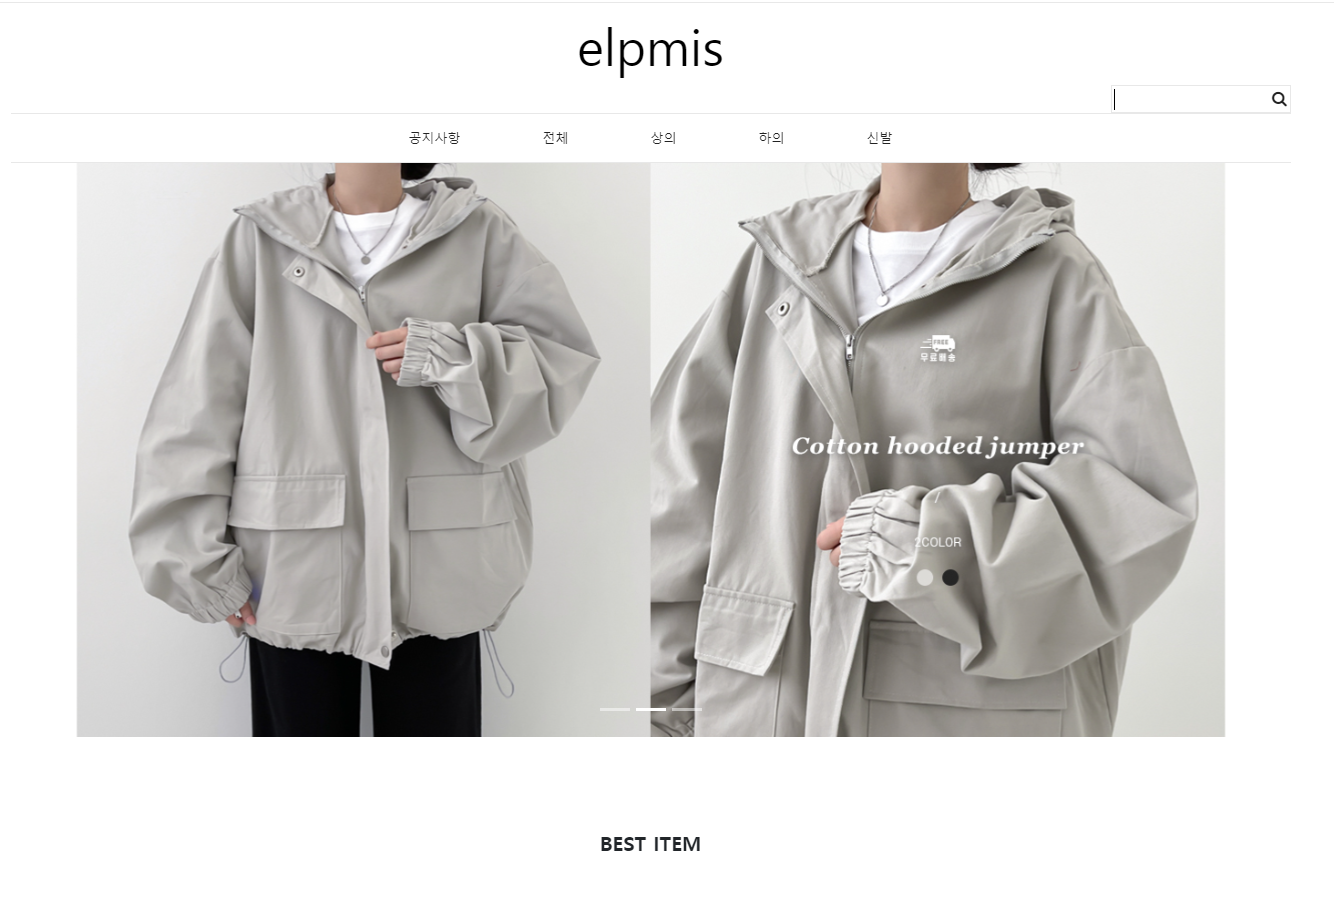 elpmis
공지사항 전체 상의 하의 신발
FREE
무료배송
Cotton hooded jumper
/
2COLOR
BEST ITEM